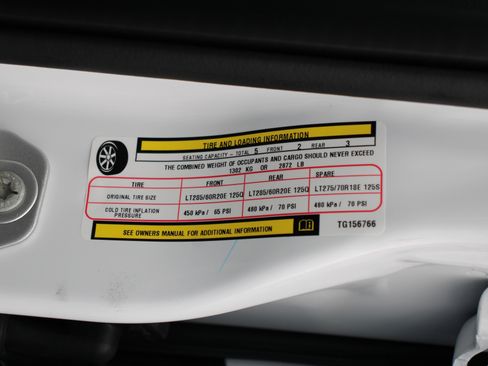 TIRE AND LOADING INFORMATION
SEATING CAPACITY - TOTAL 5 FRONT 2 REAR 3
THE COMBINED WEIGHT OF OCCUPANTS AND CARGO SHOULD NEVER EXCEED
1302 KG OR 2872 LB
TIRE FRONT REAR SPARE
ORIGINAL TIRE SIZE LT285/60R20E 125Q LT285/60R20E 125Q LT275/70R18E 125S
COLD TIRE INFLATION PRESSURE 450 kPa / 65 PSI 480 kPa / 70 PSI 480 kPa / 70 PSI
SEE OWNERS MANUAL FOR ADDITIONAL INFORMATION TG156766